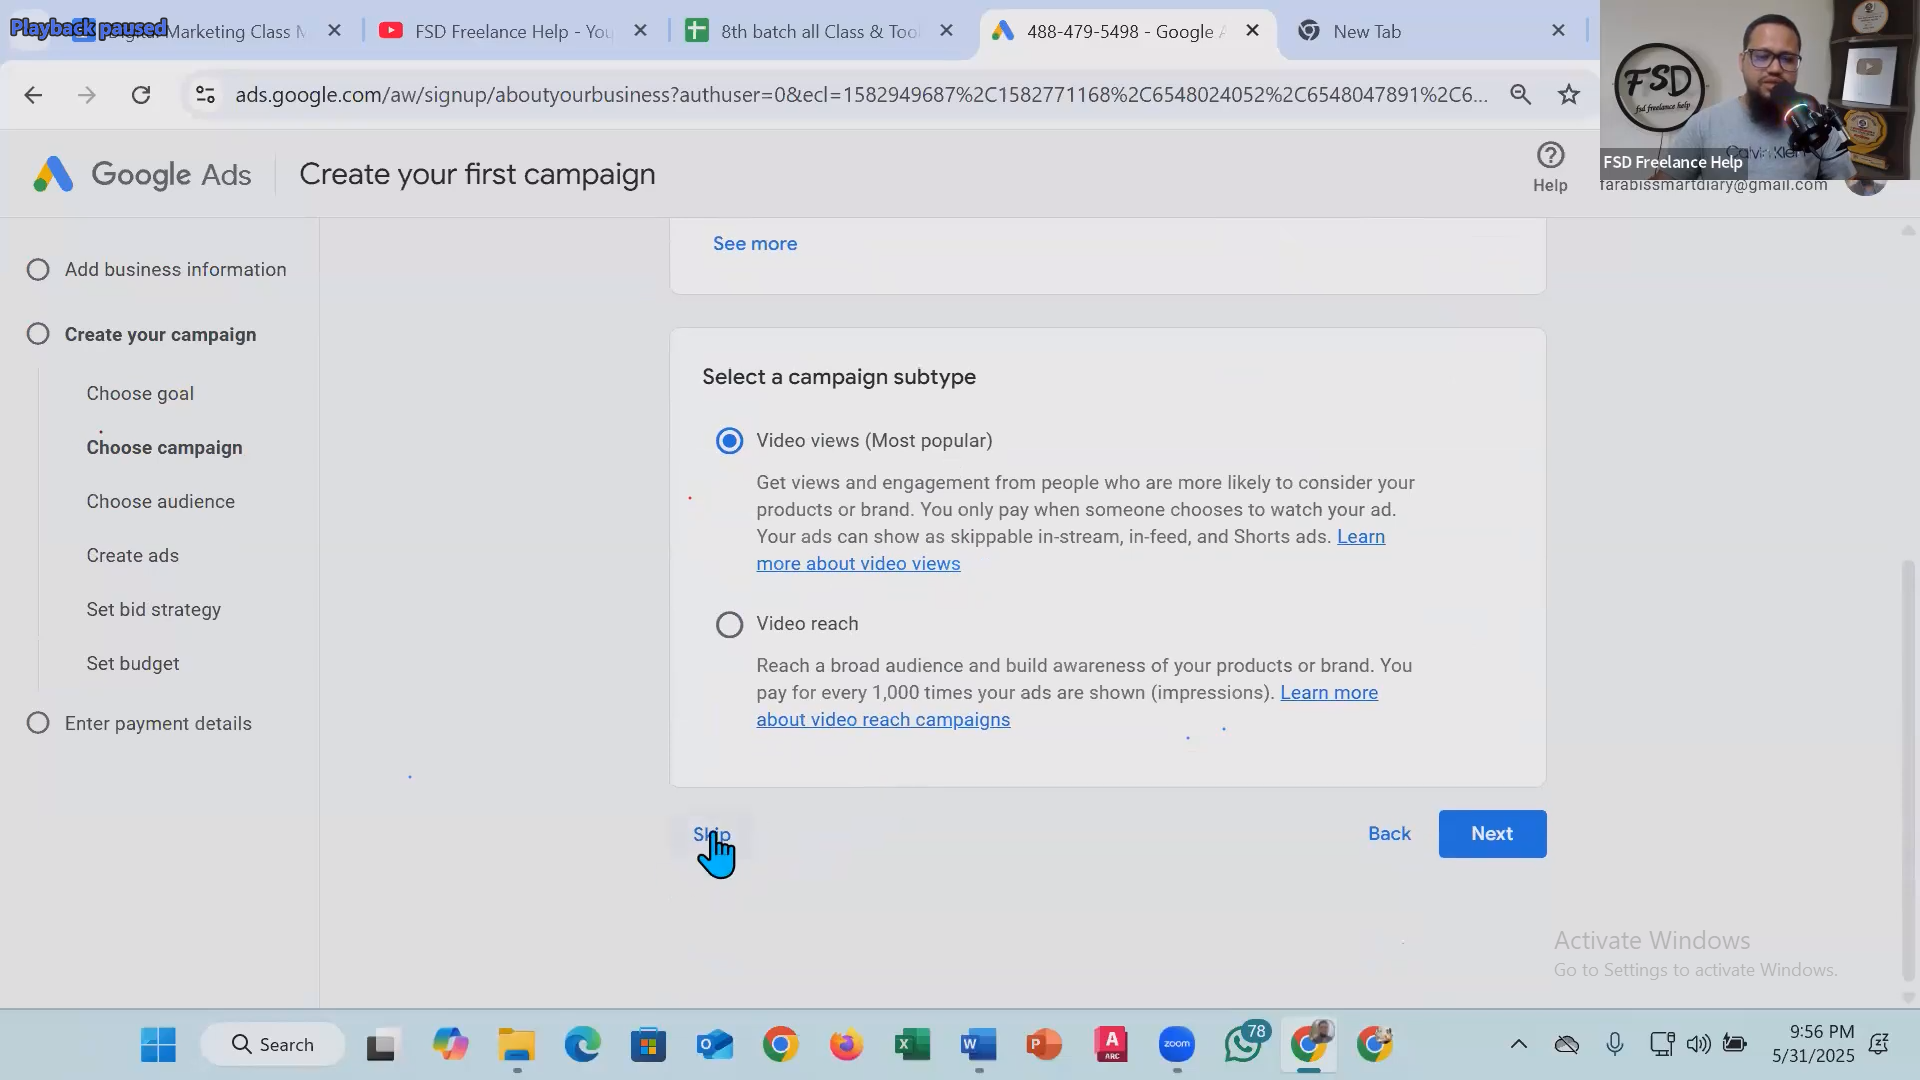 Playback paused
Digital Marketing Class M
FSD Freelance Help - You
8th batch all Class & Tool
488-479-5498 - Google A
New Tab
ads.google.com/aw/signup/aboutyourbusiness?authuser=0&ecl=1582949687%2C1582771168%2C6548024052%2C6548047891%2C6...
Google Ads
Create your first campaign
Help
FSD
fsd freelance help
Calvin Klein
FSD Freelance Help
farabissmartdiary@gmail.com
Add business information
Create your campaign
Choose goal
Choose campaign
Choose audience
Create ads
Set bid strategy
Set budget
Enter payment details
See more
Select a campaign subtype
Video views (Most popular)
Get views and engagement from people who are more likely to consider your
products or brand. You only pay when someone chooses to watch your ad.
Your ads can show as skippable in-stream, in-feed, and Shorts ads. Learn
more about video views
Video reach
Reach a broad audience and build awareness of your products or brand. You
pay for every 1,000 times your ads are shown (impressions). Learn more
about video reach campaigns
Skip
Back
Next
Activate Windows
Go to Settings to activate Windows.
Search
zoom
78
9:56 PM
5/31/2025